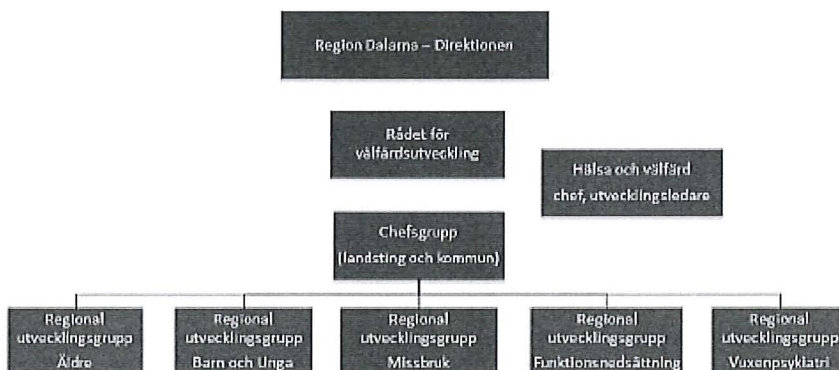 Region Dalarna – Direktionen
Rådet för
välfärdsutveckling
Hälsa och välfärd
chef, utvecklingsledare
Chefsgrupp
(landsting och kommun)
Regional
utvecklingsgrupp
Äldre
Regional
utvecklingsgrupp
Barn och Unga
Regional
utvecklingsgrupp
Missbruk
Regional
utvecklingsgrupp
Funktionsnedsättning
Regional
utvecklingsgrupp
Vuxenpsykiatri